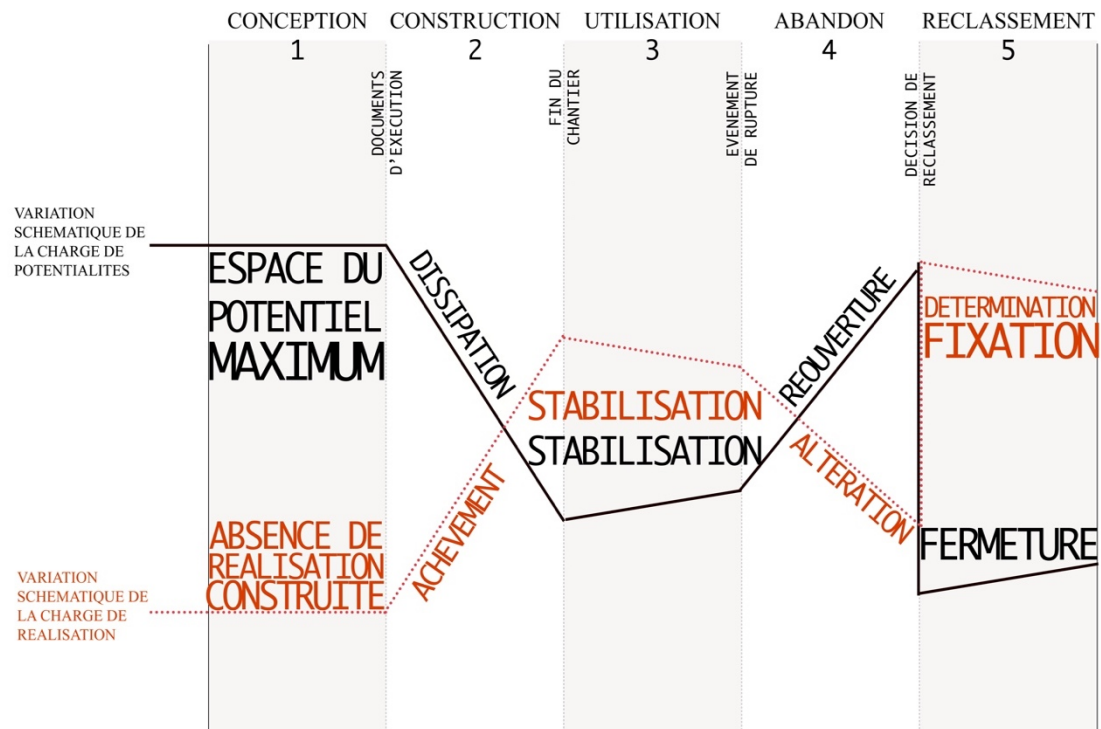 CONCEPTION
CONSTRUCTION
UTILISATION
ABANDON
RECLASSEMENT
1
2
3
4
5
DOCUMENTS
D'EXECUTION
FIN DU
CHANTIER
EVENEMENT
DE RUPTURE
DECISION DE
RECLASSEMENT
VARIATION
SCHEMATIQUE DE
LA CHARGE DE
POTENTIALITES
ESPACE DU
POTENTIEL
MAXIMUM
DISSIPATION
REOUVERTURE
DETERMINATION
FIXATION
STABILISATION
STABILISATION
ACHEVEMENT
ALTERATION
ABSENCE DE
REALISATION
CONSTRUITE
FERMETURE
VARIATION
SCHEMATIQUE DE
LA CHARGE DE
REALISATION